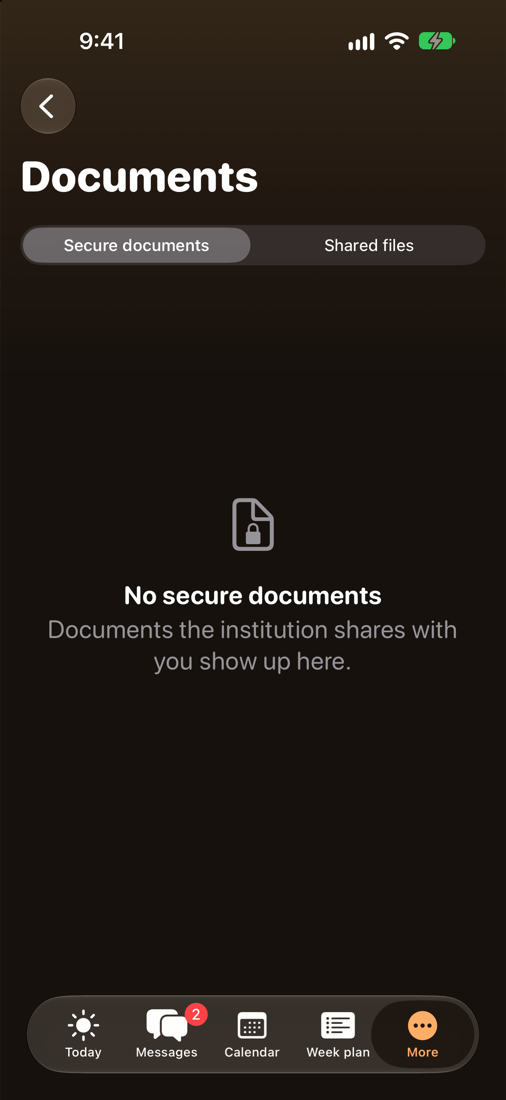 9:41
Documents
Secure documents
Shared files
No secure documents
Documents the institution shares with
you show up here.
2
Today
Messages
Calendar
Week plan
More